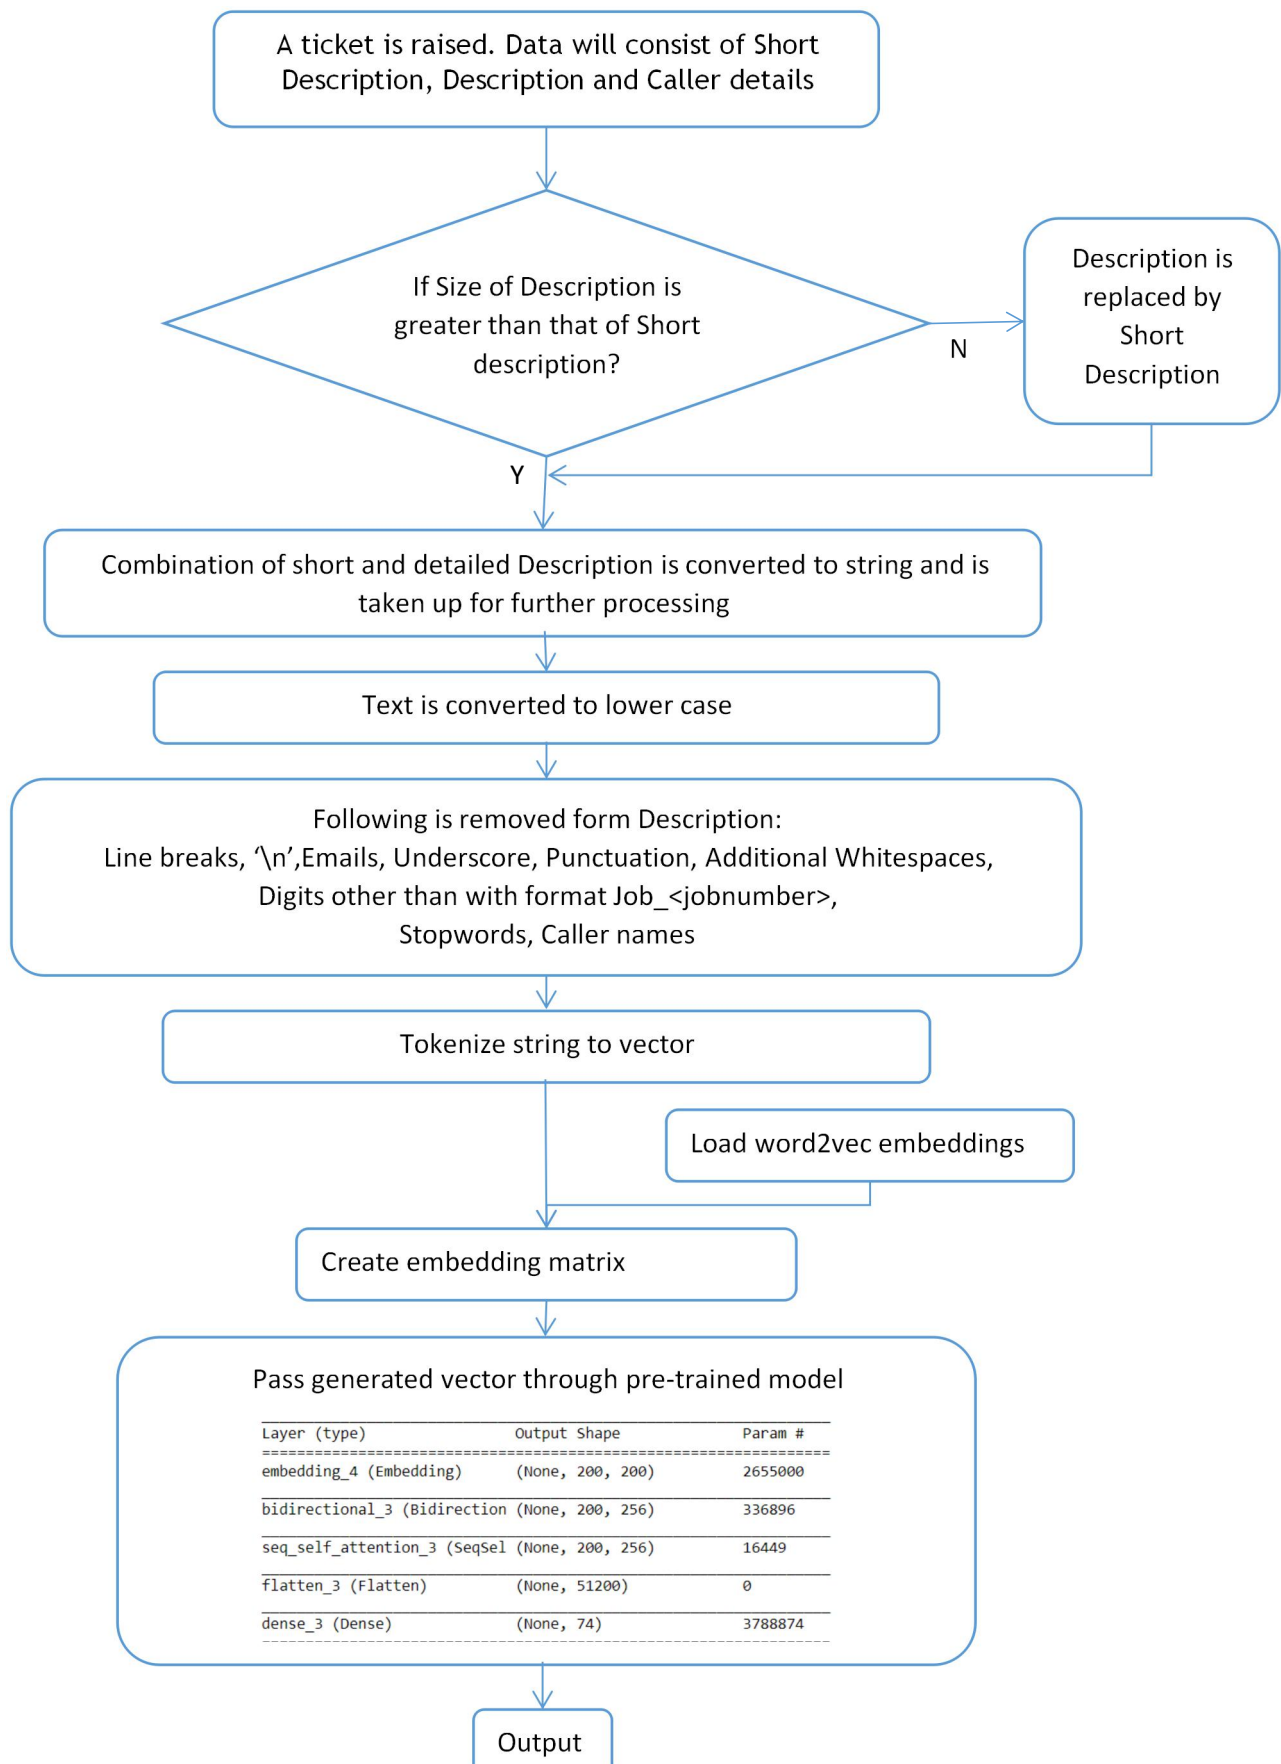 A ticket is raised. Data will consist of Short
Description, Description and Caller details
If Size of Description is
greater than that of Short
description?
N
Description is
replaced by
Short
Description
Y
Combination of short and detailed Description is converted to string and is
taken up for further processing
Text is converted to lower case
Following is removed form Description:
Line breaks, ‘\n’,Emails, Underscore, Punctuation, Additional Whitespaces,
Digits other than with format Job_<jobnumber>,
Stopwords, Caller names
Tokenize string to vector
Load word2vec embeddings
Create embedding matrix
Pass generated vector through pre-trained model
Layer (type) Output Shape Param #
embedding_4 (Embedding) (None, 200, 200) 2655000
bidirectional_3 (Bidirection (None, 200, 256) 336896
seq_self_attention_3 (SeqSel (None, 200, 256) 16449
flatten_3 (Flatten) (None, 51200) 0
dense_3 (Dense) (None, 74) 3788874
Output